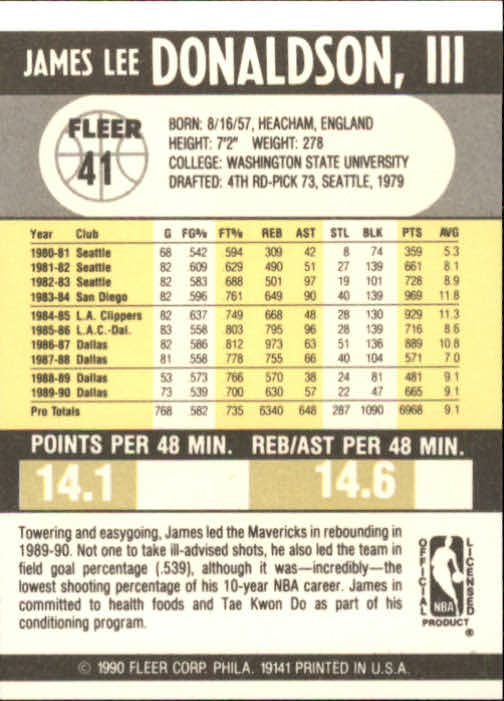 JAMES LEE DONALDSON, III
FLEER
41
BORN: 8/16/57, HEACHAM, ENGLAND
HEIGHT: 7'2" WEIGHT: 278
COLLEGE: WASHINGTON STATE UNIVERSITY
DRAFTED: 4TH RD-PICK 73, SEATTLE, 1979
Year Club G FG% FT% REB AST STL BLK PTS AVG
1980-81 Seattle 68 .542 .594 309 42 8 74 359 5.3
1981-82 Seattle 82 .609 .629 490 51 27 139 661 8.1
1982-83 Seattle 82 .583 .688 501 97 19 101 728 8.9
1983-84 San Diego 82 .596 .761 649 90 40 139 969 11.8
1984-85 L.A. Clippers 82 .637 .749 668 48 28 130 929 11.3
1985-86 L.A.C.-Dal. 83 .558 .803 795 96 28 139 716 8.6
1986-87 Dallas 82 .586 .812 973 63 51 136 889 10.8
1987-88 Dallas 81 .558 .778 755 66 40 104 571 7.0
1988-89 Dallas 53 .573 .766 570 38 24 81 481 9.1
1989-90 Dallas 73 .539 .700 630 57 22 47 665 9.1
Pro Totals 768 .582 .735 6340 648 287 1090 6968 9.1
POINTS PER 48 MIN. REB/AST PER 48 MIN.
14.1 14.6
Towering and easygoing, James led the Mavericks in rebounding in
1989-90. Not one to take ill-advised shots, he also led the team in
field goal percentage (.539), although it was—incredibly—the
lowest shooting percentage of his 10-year NBA career. James in
committed to health foods and Tae Kwon Do as part of his
conditioning program.
OFFICIAL
NBA
LICENSED
PRODUCT
®
© 1990 FLEER CORP. PHILA. 19141 PRINTED IN U.S.A.